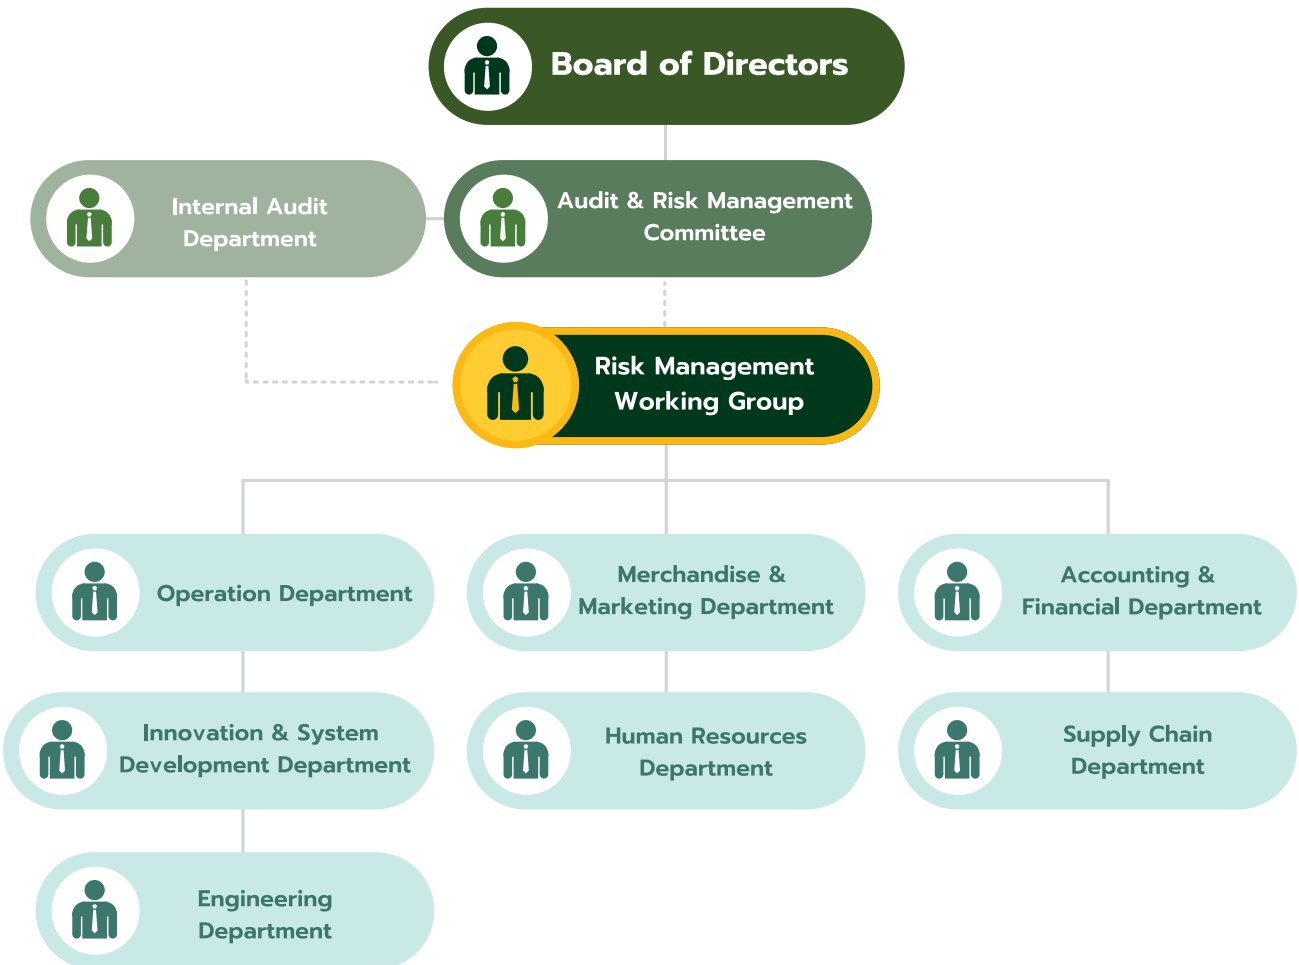 Board of Directors
Internal Audit
Department
Audit & Risk Management
Committee
Risk Management
Working Group
Operation Department
Merchandise &
Marketing Department
Accounting &
Financial Department
Innovation & System
Development Department
Human Resources
Department
Supply Chain
Department
Engineering
Department